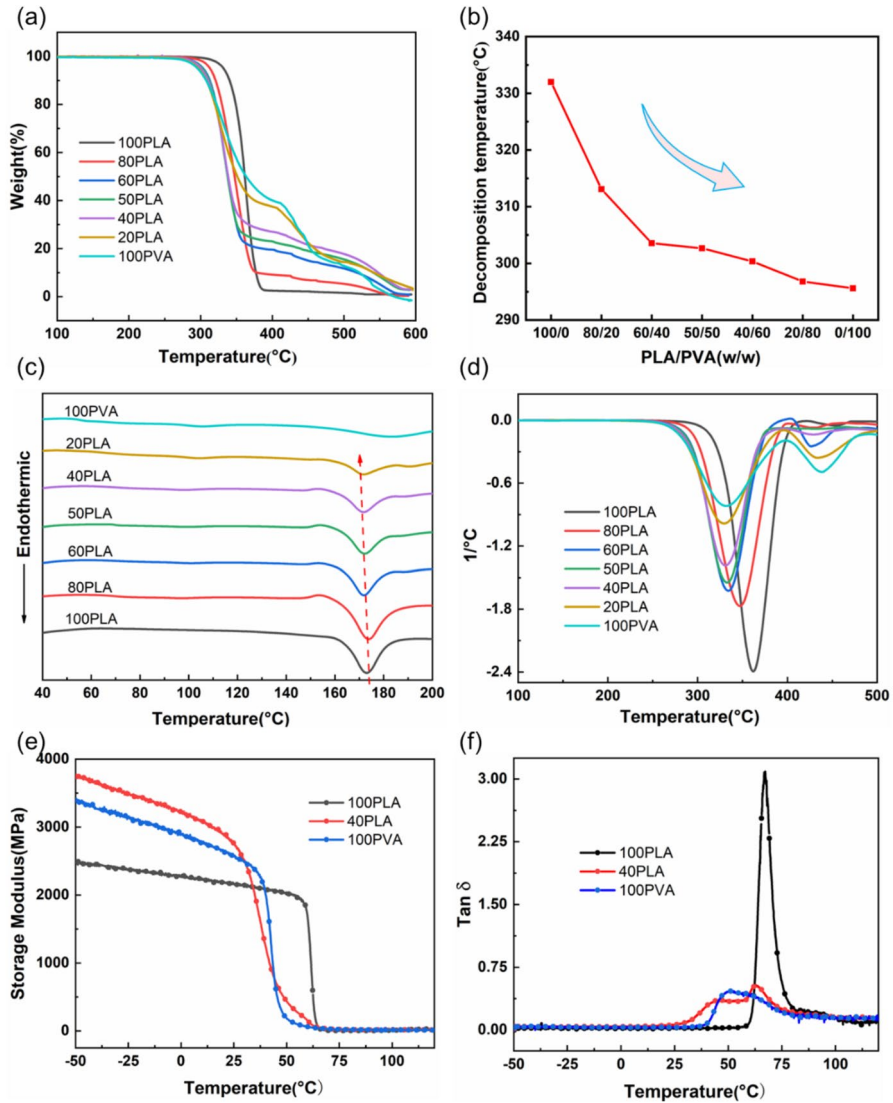 (a)
100
80
60
40
20
0
Weight(%)
100PLA
80PLA
60PLA
50PLA
40PLA
20PLA
100PVA
100
200
300
400
500
600
Temperature(°C)
(b)
340
330
320
310
300
290
Decomposition temperature(°C)
100/0
80/20
60/40
50/50
40/60
20/80
0/100
PLA/PVA(w/w)
(c)
Endothermic
100PVA
20PLA
40PLA
50PLA
60PLA
80PLA
100PLA
40
60
80
100
120
140
160
180
200
Temperature(°C)
(d)
0.0
-0.6
-1.2
-1.8
-2.4
1/°C
100PLA
80PLA
60PLA
50PLA
40PLA
20PLA
100PVA
100
200
300
400
500
Temperature(°C)
(e)
4000
3000
2000
1000
0
Storage Modulus(MPa)
100PLA
40PLA
100PVA
-50
-25
0
25
50
75
100
Temperature(°C)
(f)
3.00
2.25
1.50
0.75
0.00
Tan δ
100PLA
40PLA
100PVA
-50
-25
0
25
50
75
100
Temperature(°C)